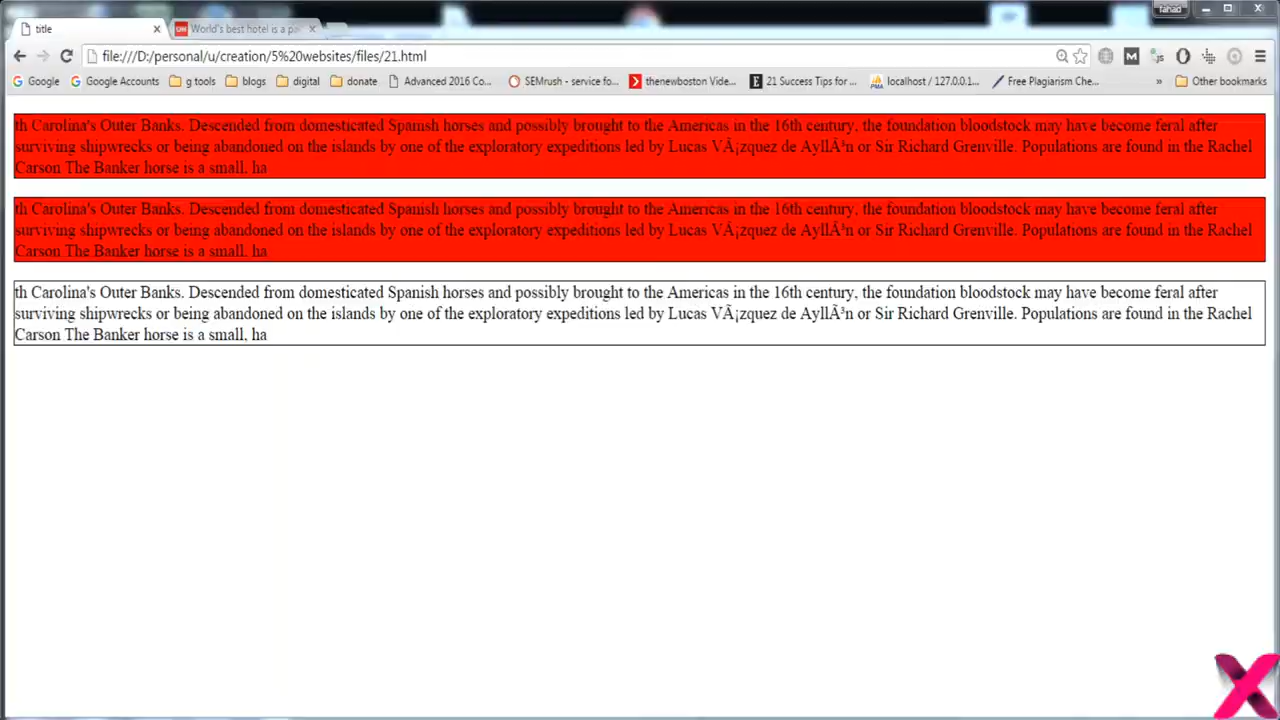 fahad
title
World's best hotel is a pa
file:///D:/personal/u/creation/5%20websites/files/21.html
Google
Google Accounts
g tools
blogs
digital
donate
Advanced 2016 Co...
SEMrush - service fo...
thenewboston Vide...
21 Success Tips for ...
localhost / 127.0.0.1...
Free Plagiarism Che...
»
Other bookmarks
th Carolina's Outer Banks. Descended from domesticated Spanish horses and possibly brought to the Americas in the 16th century, the foundation bloodstock may have become feral after
surviving shipwrecks or being abandoned on the islands by one of the exploratory expeditions led by Lucas VÃ¡zquez de AyllÃ³n or Sir Richard Grenville. Populations are found in the Rachel
Carson The Banker horse is a small, ha
th Carolina's Outer Banks. Descended from domesticated Spanish horses and possibly brought to the Americas in the 16th century, the foundation bloodstock may have become feral after
surviving shipwrecks or being abandoned on the islands by one of the exploratory expeditions led by Lucas VÃ¡zquez de AyllÃ³n or Sir Richard Grenville. Populations are found in the Rachel
Carson The Banker horse is a small, ha
th Carolina's Outer Banks. Descended from domesticated Spanish horses and possibly brought to the Americas in the 16th century, the foundation bloodstock may have become feral after
surviving shipwrecks or being abandoned on the islands by one of the exploratory expeditions led by Lucas VÃ¡zquez de AyllÃ³n or Sir Richard Grenville. Populations are found in the Rachel
Carson The Banker horse is a small, ha